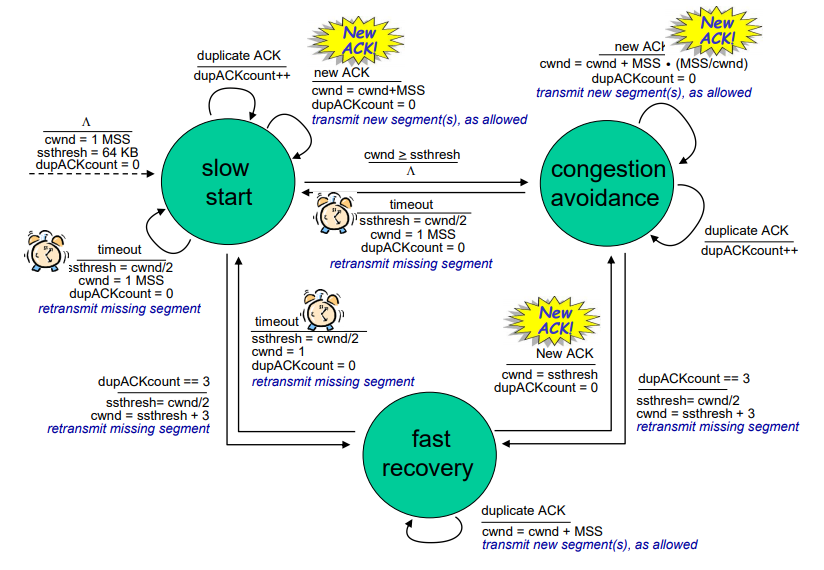 duplicate ACK
dupACKcount++
New
ACK!
new ACK
cwnd = cwnd+MSS
dupACKcount = 0
transmit new segment(s), as allowed
New
ACK!
new ACK
cwnd = cwnd + MSS • (MSS/cwnd)
dupACKcount = 0
transmit new segment(s), as allowed
Λ
cwnd = 1 MSS
ssthresh = 64 KB
dupACKcount = 0
slow
start
cwnd ≥ ssthresh
Λ
congestion
avoidance
timeout
ssthresh = cwnd/2
cwnd = 1 MSS
dupACKcount = 0
retransmit missing segment
duplicate ACK
dupACKcount++
timeout
ssthresh = cwnd/2
cwnd = 1 MSS
dupACKcount = 0
retransmit missing segment
timeout
ssthresh = cwnd/2
cwnd = 1
dupACKcount = 0
retransmit missing segment
New
ACK!
New ACK
cwnd = ssthresh
dupACKcount = 0
dupACKcount == 3
ssthresh= cwnd/2
cwnd = ssthresh + 3
retransmit missing segment
dupACKcount == 3
ssthresh= cwnd/2
cwnd = ssthresh + 3
retransmit missing segment
fast
recovery
duplicate ACK
cwnd = cwnd + MSS
transmit new segment(s), as allowed